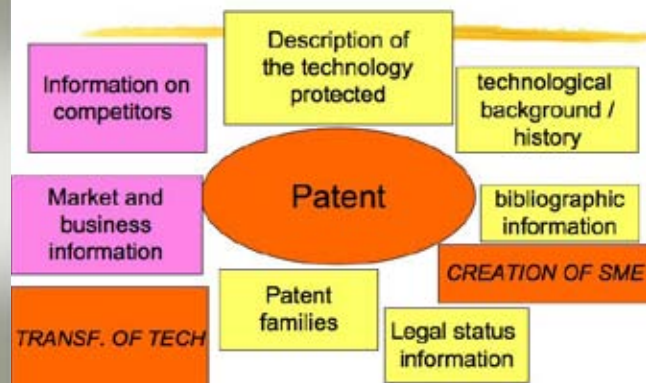 Description of
the technology
protected
Information on
competitors
technological
background /
history
Patent
Market and
business
information
bibliographic
information
CREATION OF SME
Patent
families
TRANSF. OF TECH
Legal status
information